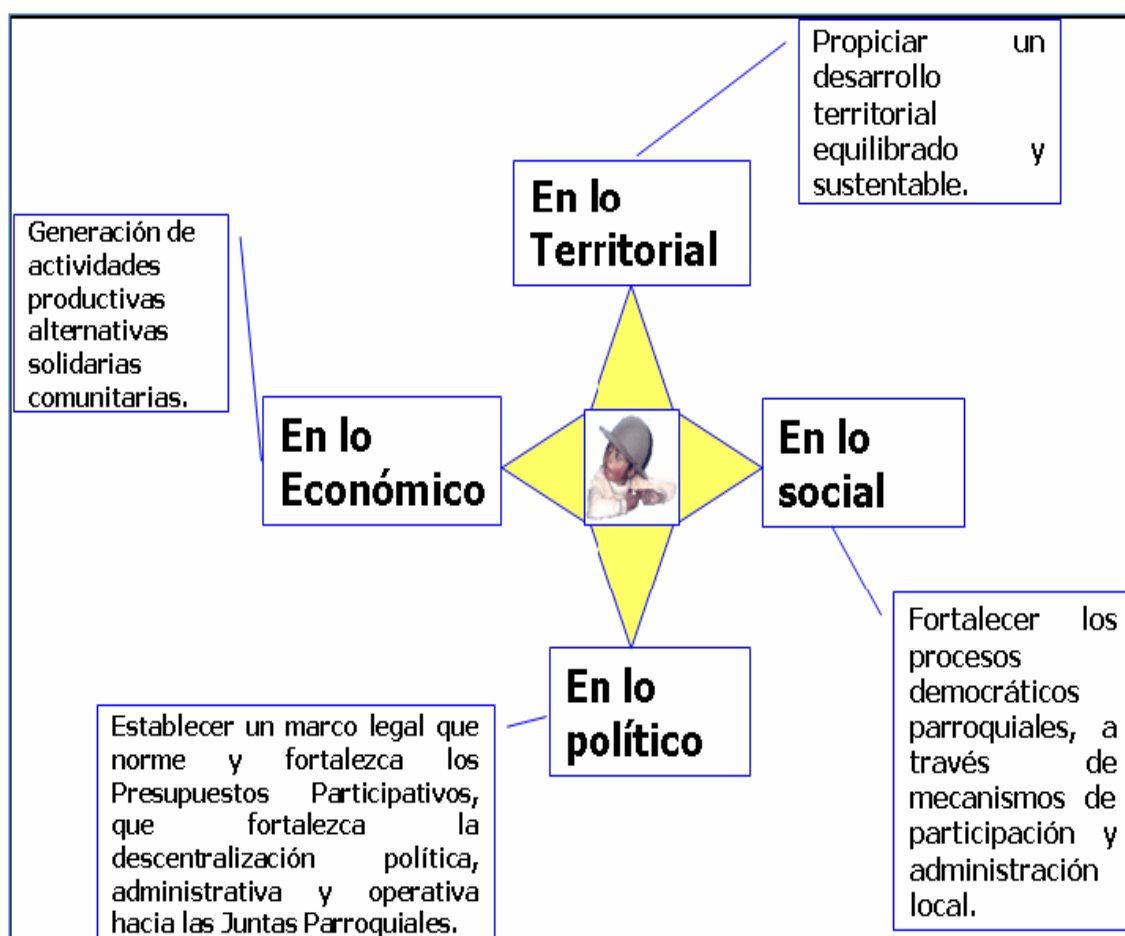 Propiciar un
desarrollo
territorial
equilibrado y
sustentable.
En lo
Territorial
Generación de
actividades
productivas
alternativas
solidarias
comunitarias.
En lo
Económico
En lo
social
En lo
político
Establecer un marco legal que
norme y fortalezca los
Presupuestos Participativos,
que fortalezca la
descentralización política,
administrativa y operativa
hacia las Juntas Parroquiales.
Fortalecer los
procesos
democráticos
parroquiales, a
través de
mecanismos de
participación y
administración
local.